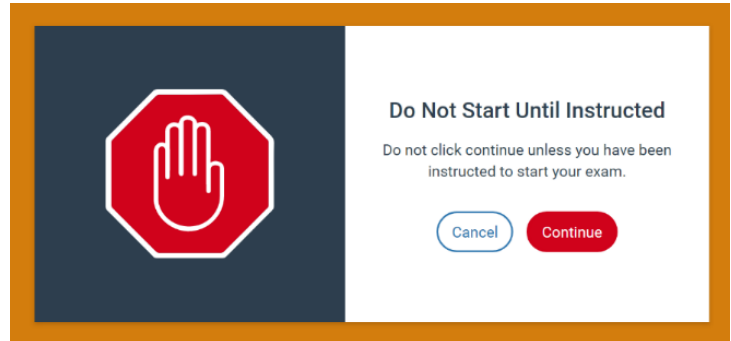 Do Not Start Until Instructed
Do not click continue unless you have been
instructed to start your exam.
Cancel
Continue